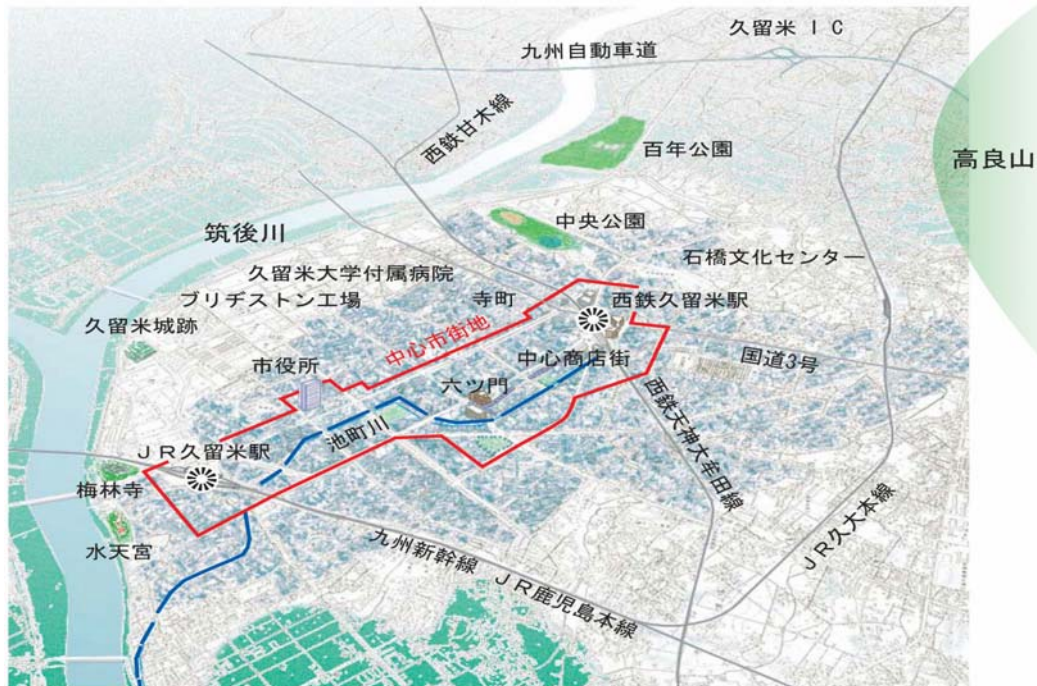 久留米 ＩＣ
九州自動車道
西鉄甘木線
百年公園
高良山
中央公園
筑後川
石橋文化センター
久留米大学付属病院
ブリヂストン工場
寺町
西鉄久留米駅
久留米城跡
中心市街地
市役所
中心商店街
国道3号
六ツ門
西鉄天神大牟田線
池町川
ＪＲ久留米駅
梅林寺
水天宮
九州新幹線
ＪＲ鹿児島本線
ＪＲ久大本線